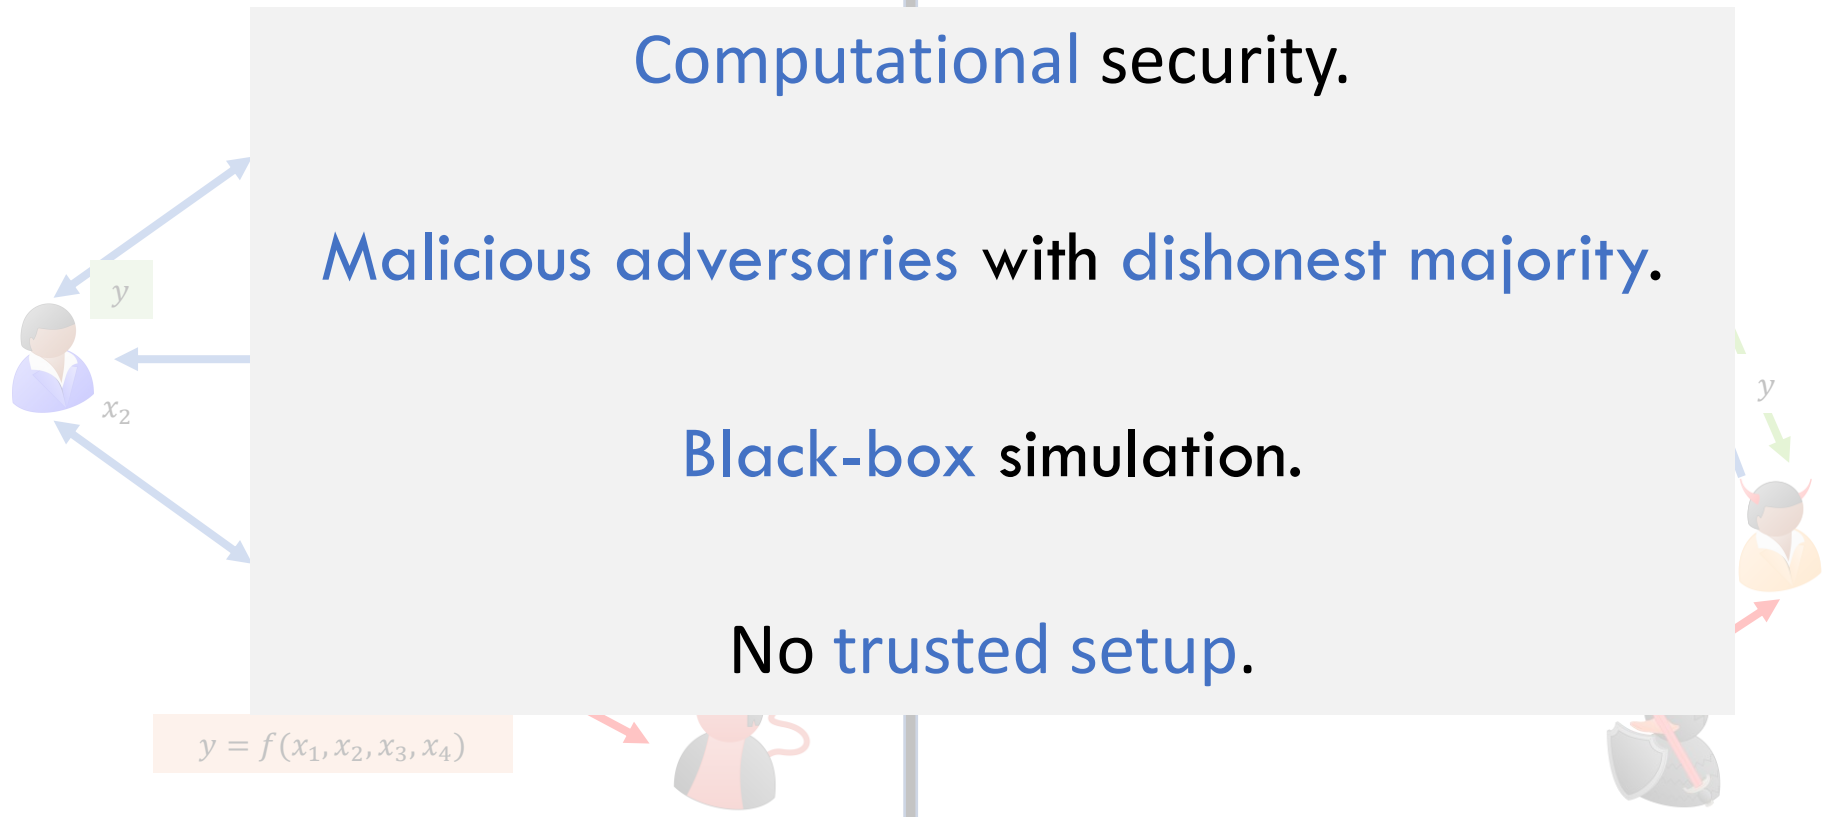 Computational security.
Malicious adversaries with dishonest majority.
y
y
x₂
Black-box simulation.
No trusted setup.
y = f(x₁, x₂, x₃, x₄)